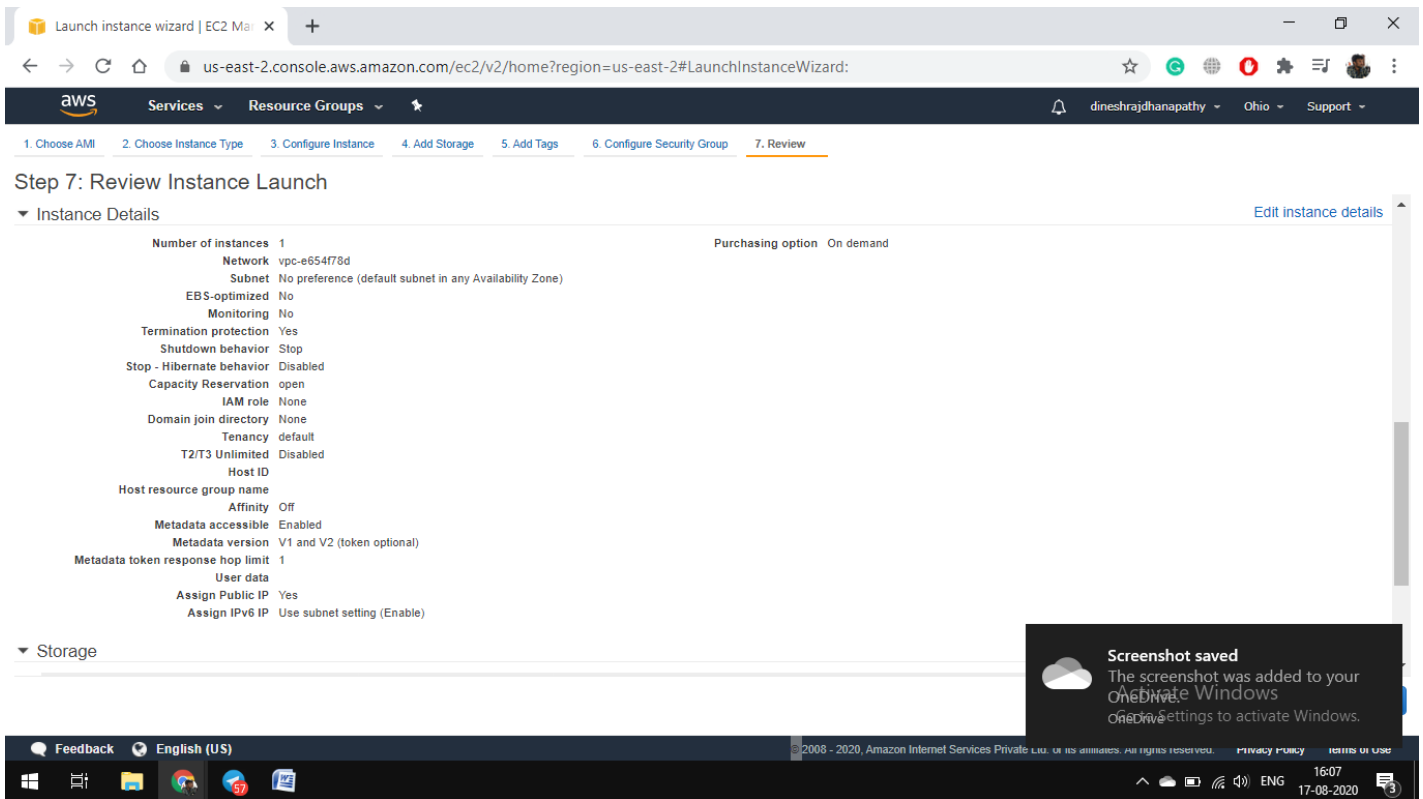 Launch instance wizard | EC2 Ma
us-east-2.console.aws.amazon.com/ec2/v2/home?region=us-east-2#LaunchInstanceWizard:
aws Services Resource Groups dineshrajdhanapathy Ohio Support
1. Choose AMI 2. Choose Instance Type 3. Configure Instance 4. Add Storage 5. Add Tags 6. Configure Security Group 7. Review
Step 7: Review Instance Launch
Instance Details Edit instance details
Number of instances 1 Purchasing option On demand
Network vpc-e654f78d
Subnet No preference (default subnet in any Availability Zone)
EBS-optimized No
Monitoring No
Termination protection Yes
Shutdown behavior Stop
Stop - Hibernate behavior Disabled
Capacity Reservation open
IAM role None
Domain join directory None
Tenancy default
T2/T3 Unlimited Disabled
Host ID
Host resource group name
Affinity Off
Metadata accessible Enabled
Metadata version V1 and V2 (token optional)
Metadata token response hop limit 1
User data
Assign Public IP Yes
Assign IPv6 IP Use subnet setting (Enable)
Storage
Screenshot saved
The screenshot was added to your
OneDrive.
Activate Windows
OneDrive
Go to Settings to activate Windows.
Feedback English (US) © 2008 - 2020, Amazon Internet Services Private Ltd. or its affiliates. All rights reserved. Privacy Policy Terms of Use
57
ENG
16:07
17-08-2020
3